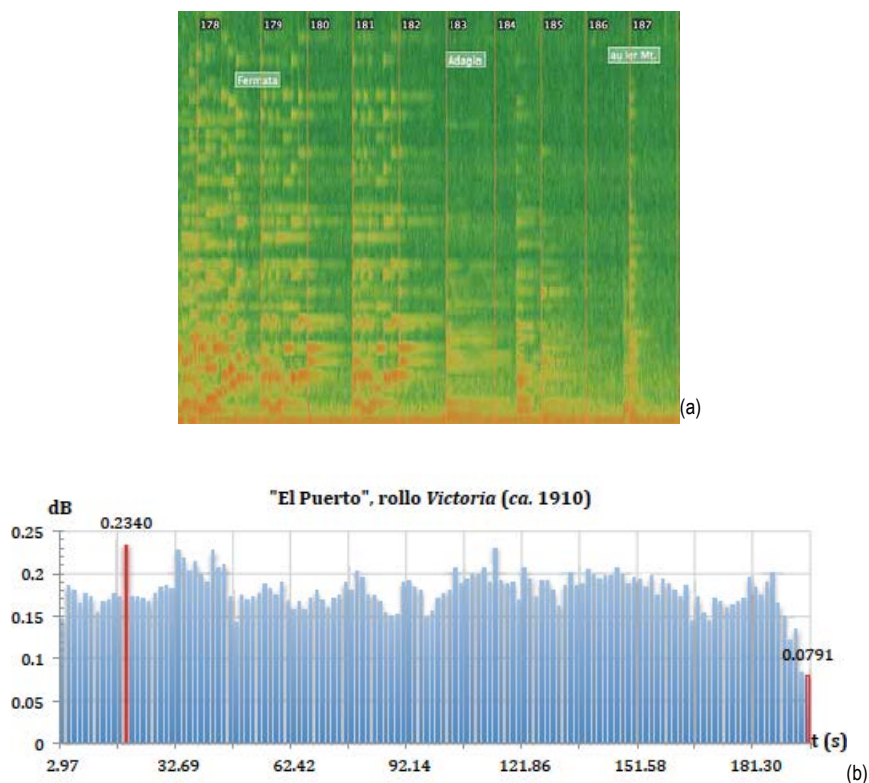 178 179 180 181 182 183 184 185 186 187
Fermata
Adagio
au 1er Mt.
(a)
"El Puerto", rollo Victoria (ca. 1910)
dB
0.2340
0.25
0.2
0.15
0.1
0.0791
0.05
0
t (s)
2.97 32.69 62.42 92.14 121.86 151.58 181.30
(b)